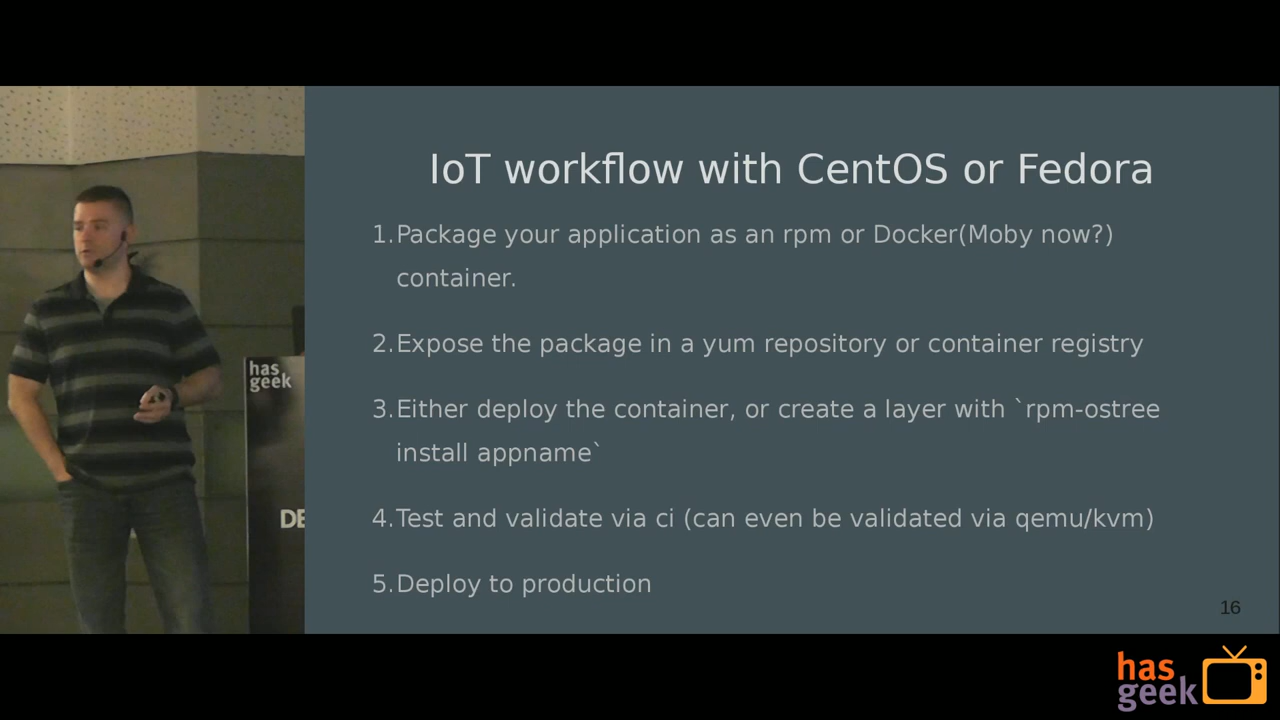 IoT workflow with CentOS or Fedora
1.Package your application as an rpm or Docker(Moby now?)
container.
2.Expose the package in a yum repository or container registry
3.Either deploy the container, or create a layer with `rpm-ostree
install appname`
4.Test and validate via ci (can even be validated via qemu/kvm)
5.Deploy to production
16
has
geek
DE
has
geek